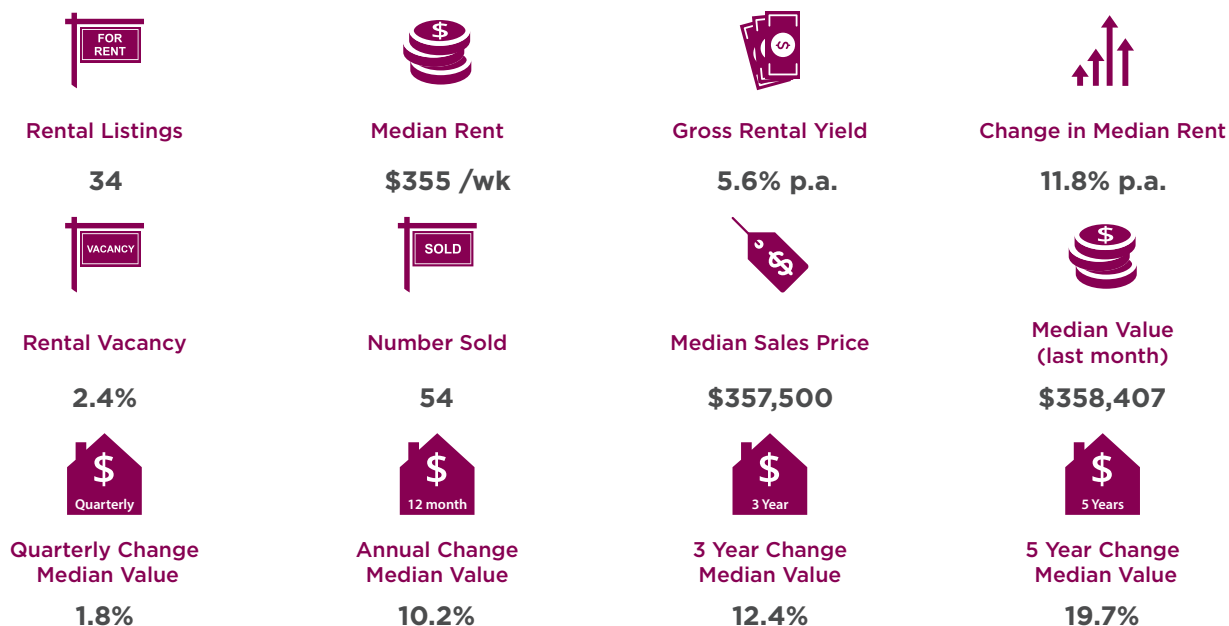 FOR
RENT
$
$
Rental Listings
Median Rent
Gross Rental Yield
Change in Median Rent
34
$355 /wk
5.6% p.a.
11.8% p.a.
VACANCY
SOLD
$
$
Rental Vacancy
Number Sold
Median Sales Price
Median Value
(last month)
2.4%
54
$357,500
$358,407
$
Quarterly
$
12 month
$
3 Year
$
5 Years
Quarterly Change
Median Value
Annual Change
Median Value
3 Year Change
Median Value
5 Year Change
Median Value
1.8%
10.2%
12.4%
19.7%